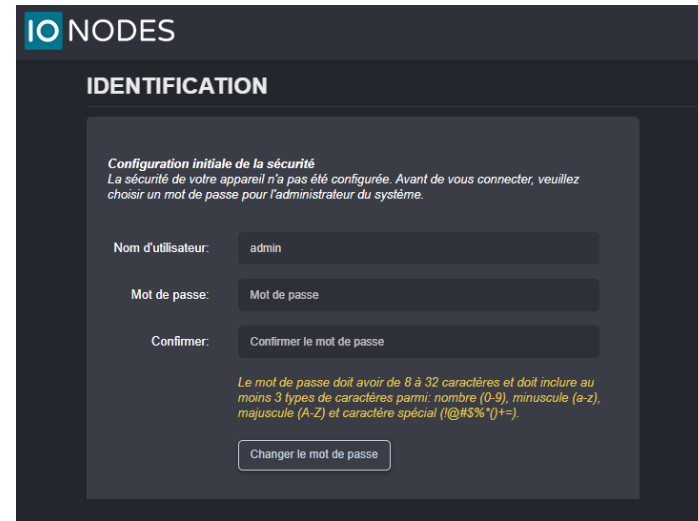 IONODES
IDENTIFICATION
Configuration initiale de la sécurité
La sécurité de votre appareil n'a pas été configurée. Avant de vous connecter, veuillez
choisir un mot de passe pour l'administrateur du système.
Nom d'utilisateur: admin
Mot de passe: Mot de passe
Confirmer: Confirmer le mot de passe
Le mot de passe doit avoir de 8 à 32 caractères et doit inclure au
moins 3 types de caractères parmi: nombre (0-9), minuscule (a-z),
majuscule (A-Z) et caractère spécial (!@#$%*()+=).
Changer le mot de passe